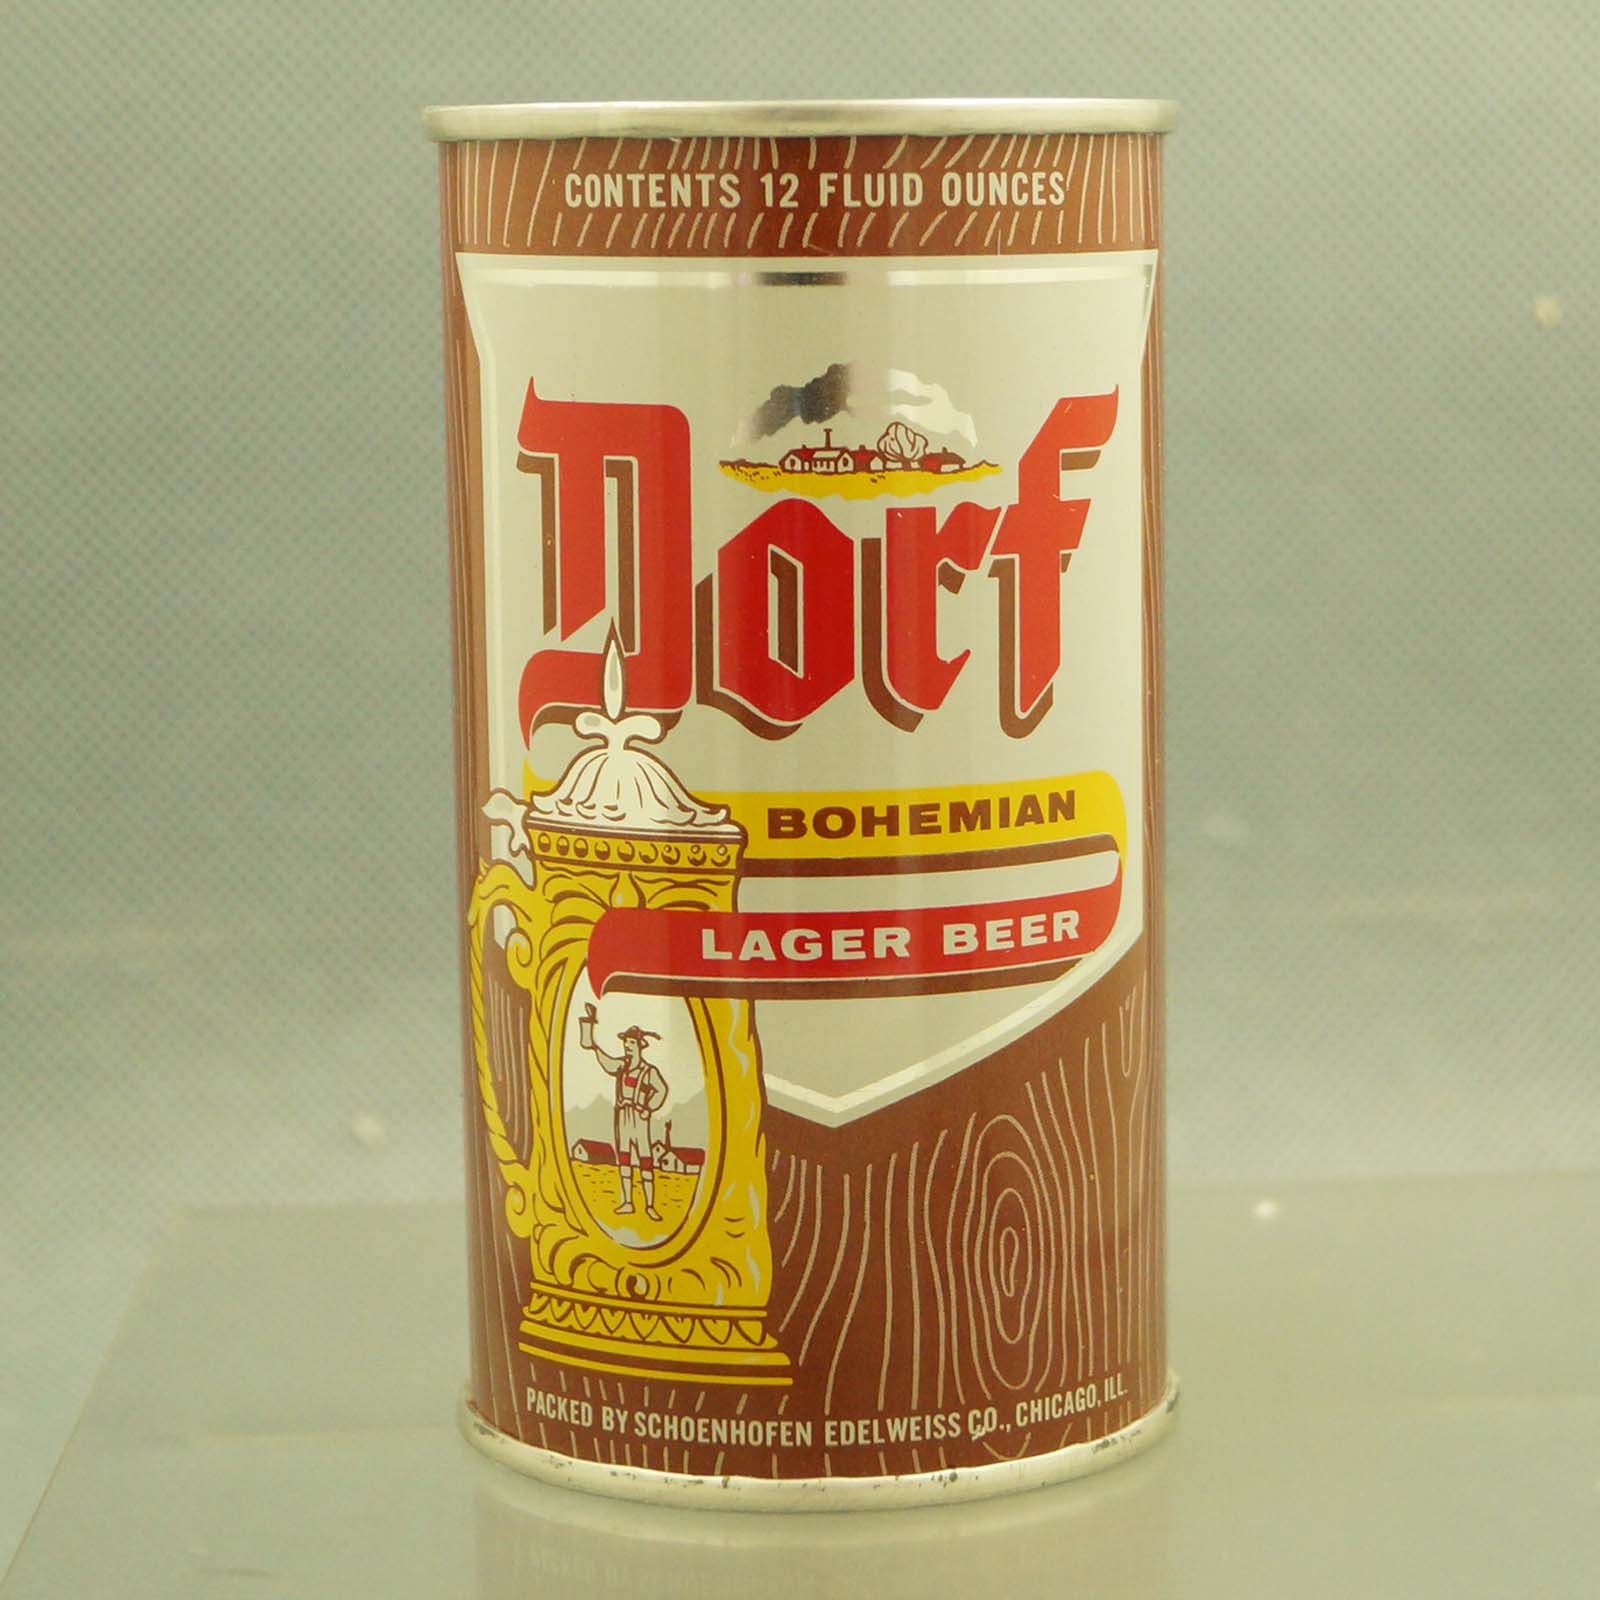 CONTENTS 12 FLUID OUNCES
Dorf
BOHEMIAN
LAGER BEER
PACKED BY SCHOENHOFEN EDELWEISS CO., CHICAGO, ILL.